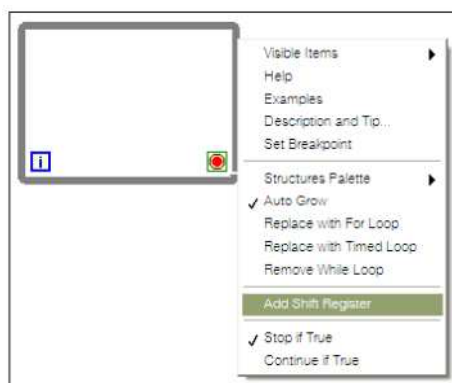 Visible Items
Help
Examples
Description and Tip...
Set Breakpoint
Structures Palette
Auto Grow
Replace with For Loop
Replace with Timed Loop
Remove While Loop
Add Shift Register
Stop if True
Continue if True
i